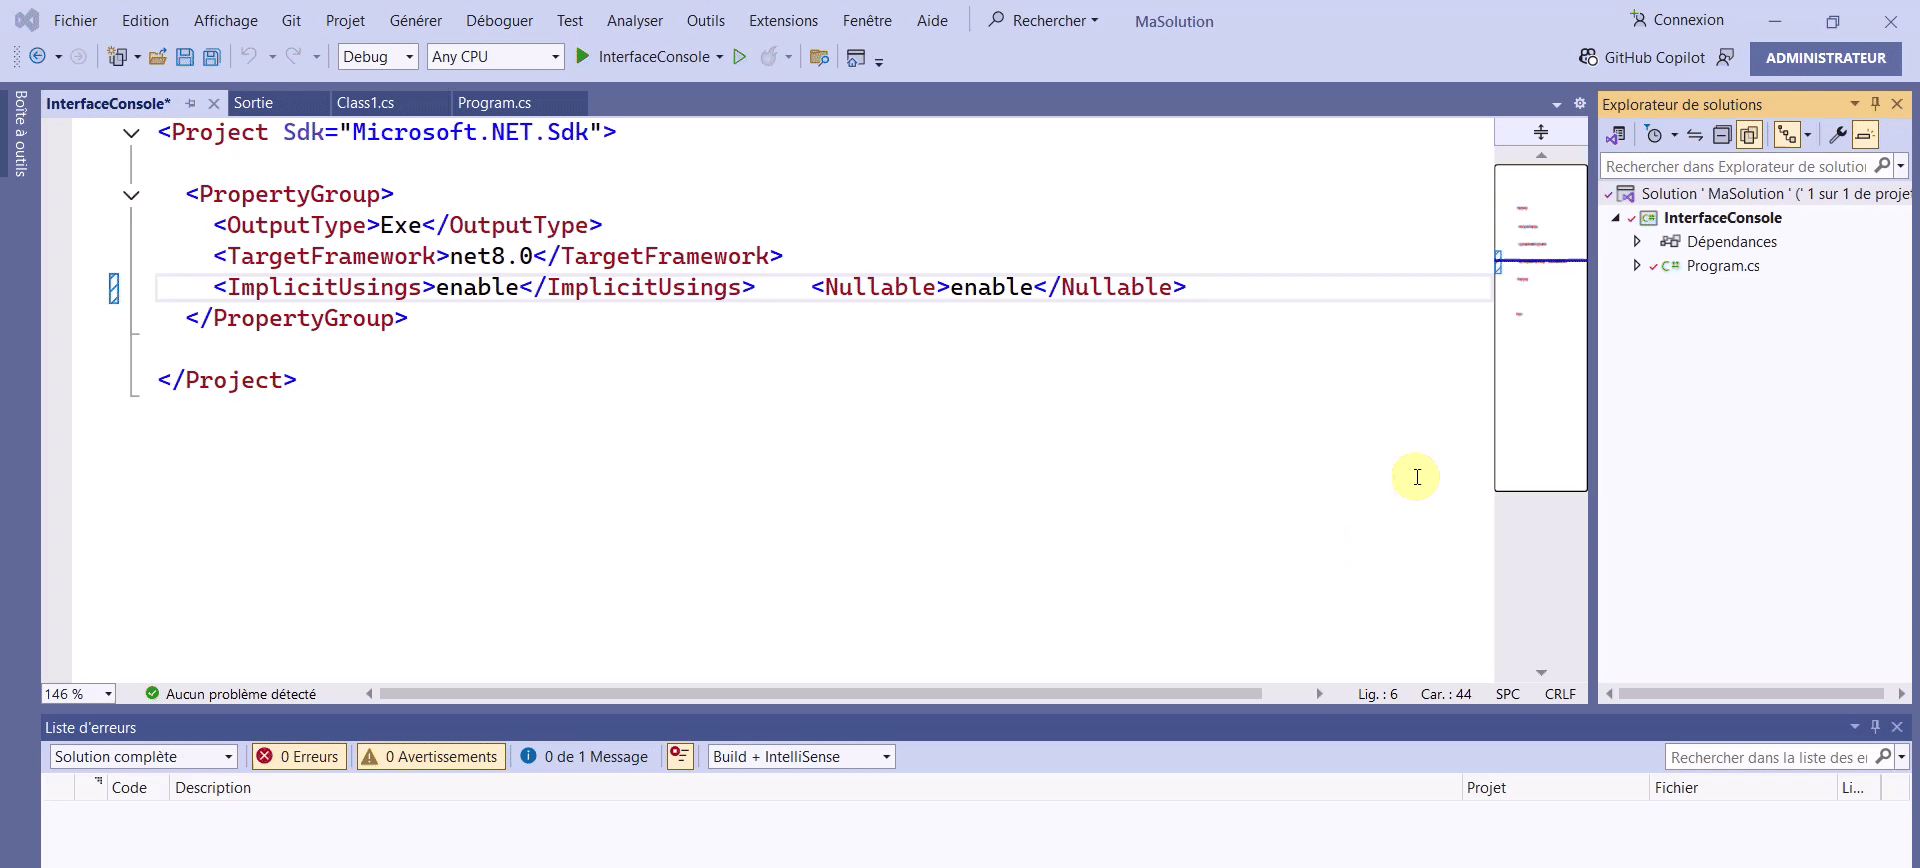 Fichier Edition Affichage Git Projet Générer Déboguer Test Analyser Outils Extensions Fenêtre Aide Rechercher MaSolution Connexion
Debug Any CPU InterfaceConsole GitHub Copilot ADMINISTRATEUR
Boîte à outils
InterfaceConsole* Sortie Class1.cs Program.cs
<Project Sdk="Microsoft.NET.Sdk">
<PropertyGroup>
<OutputType>Exe</OutputType>
<TargetFramework>net8.0</TargetFramework>
<ImplicitUsings>enable</ImplicitUsings> <Nullable>enable</Nullable>
</PropertyGroup>
</Project>
146 % Aucun problème détecté Lig. : 6 Car. : 44 SPC CRLF
Explorateur de solutions
Rechercher dans Explorateur de solution
Solution ' MaSolution ' (' 1 sur 1 de proje
InterfaceConsole
Dépendances
C# Program.cs
Liste d'erreurs
Solution complète 0 Erreurs 0 Avertissements 0 de 1 Message Build + IntelliSense Rechercher dans la liste des er
Code Description Projet Fichier Li...